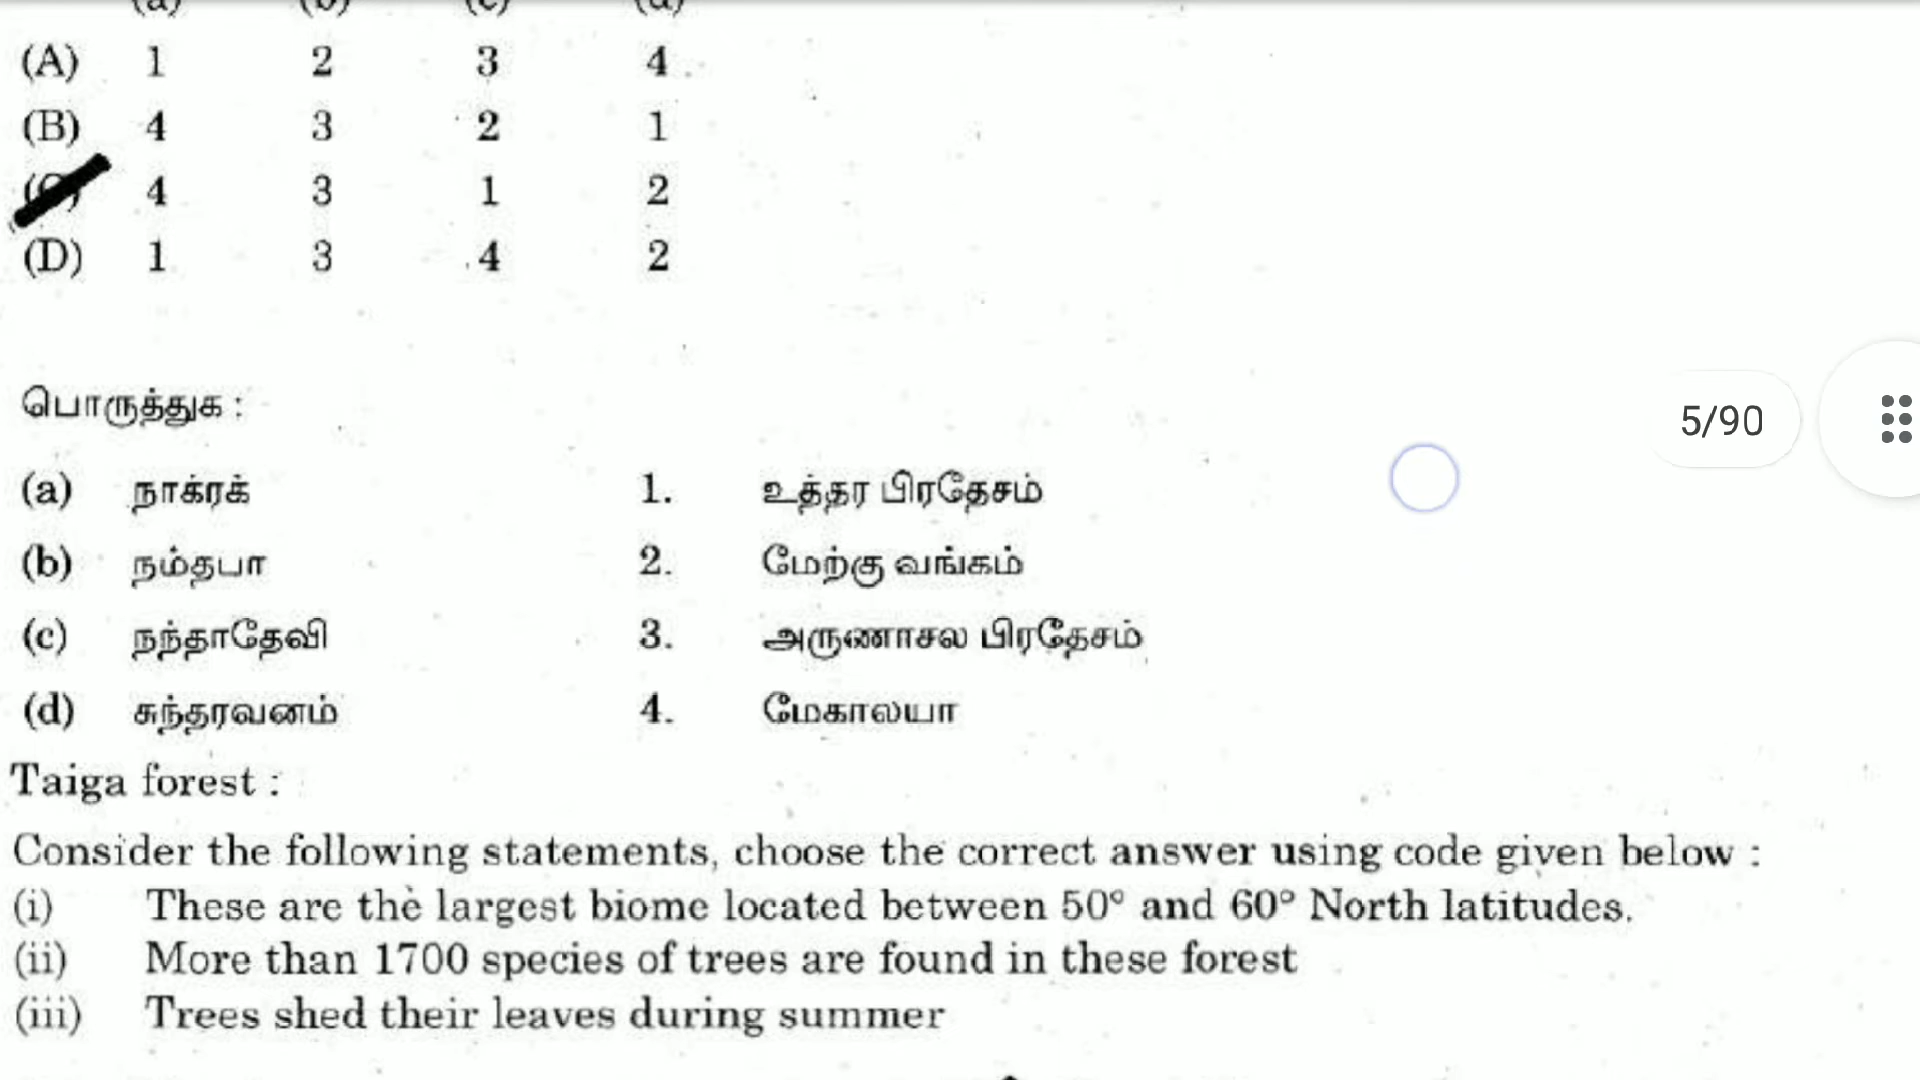 (a) (b) (c) (d)
(A) 1 2 3 4
(B) 4 3 2 1
(C) 4 3 1 2
(D) 1 3 4 2
பொருத்துக :
(a) நாக்ரக் 1. உத்தர பிரதேசம்
(b) நம்தபா 2. மேற்கு வங்கம்
(c) நந்தாதேவி 3. அருணாசல பிரதேசம்
(d) சுந்தரவனம் 4. மேகாலயா
5/90
Taiga forest :
Consider the following statements, choose the correct answer using code given below :
(i) These are the largest biome located between 50° and 60° North latitudes.
(ii) More than 1700 species of trees are found in these forest
(iii) Trees shed their leaves during summer